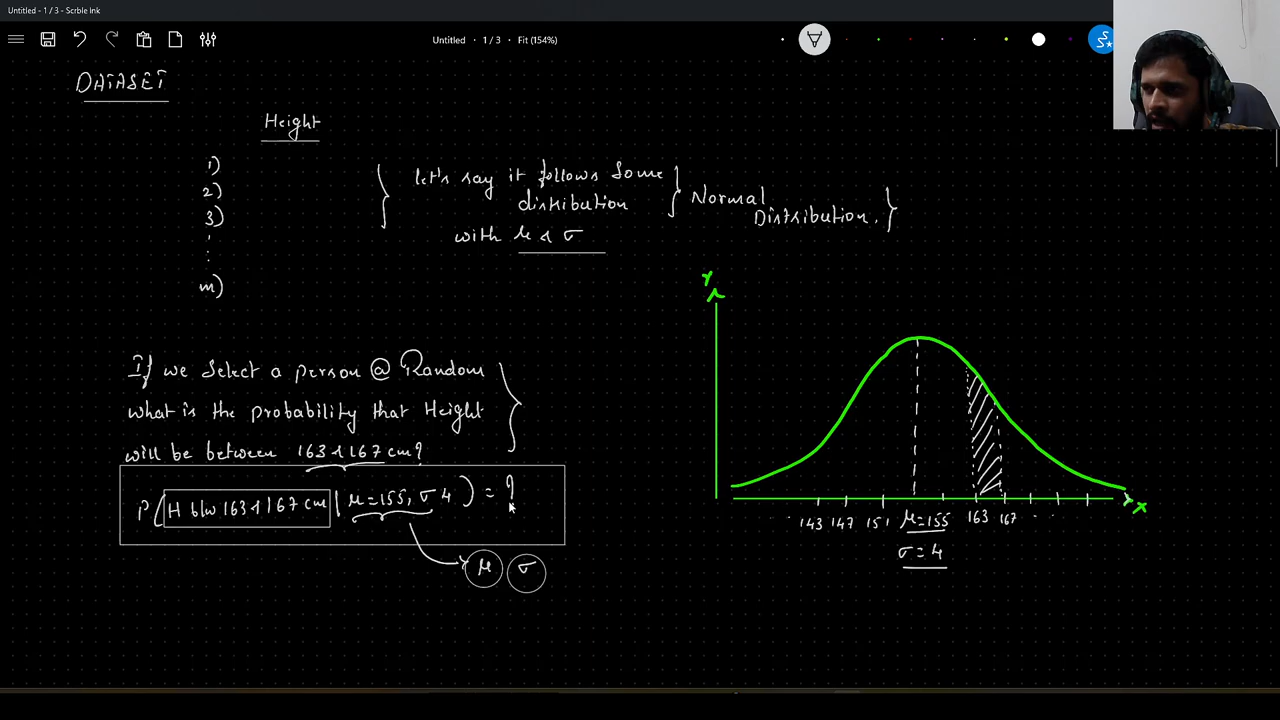 Untitled - 1 / 3 - Scrble Ink
Untitled · 1 / 3 · Fit (154%)
DATASET
Height
1)
2)
3)
m)
let's say it follows some
distribution
with μ & σ
Normal
Distribution.
If we select a person @ Random
what is the probability that Height
will be between 163 & 167 cm?
P( H b/w 163 & 167 cm | μ=155, σ 4 ) = ?
μ σ
Y
X
143 147 151 μ=155 163 167
σ = 4